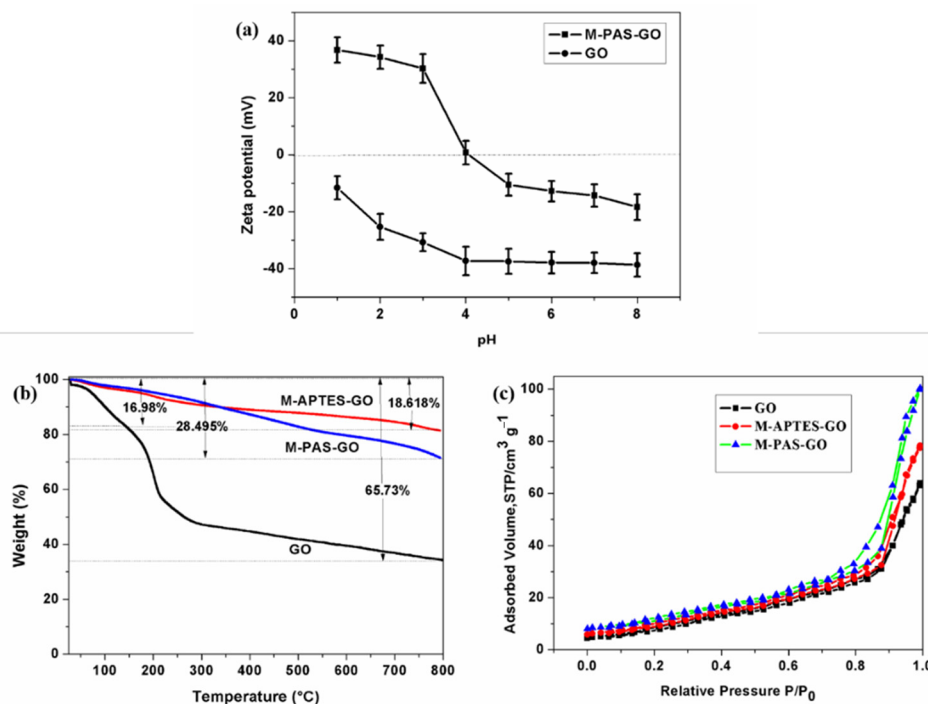 (a)
M-PAS-GO
GO
40
20
0
-20
-40
Zeta potential (mV)
0 2 4 6 8
pH
(b)
100
80
60
40
20
0
Weight (%)
16.98%
28.495%
65.73%
18.618%
M-APTES-GO
M-PAS-GO
GO
100 200 300 400 500 600 700 800
Temperature (°C)
(c)
GO
M-APTES-GO
M-PAS-GO
100
80
60
40
20
0
Adsorbed Volume,STP/cm³ g⁻¹
0.0 0.2 0.4 0.6 0.8 1.0
Relative Pressure P/P₀